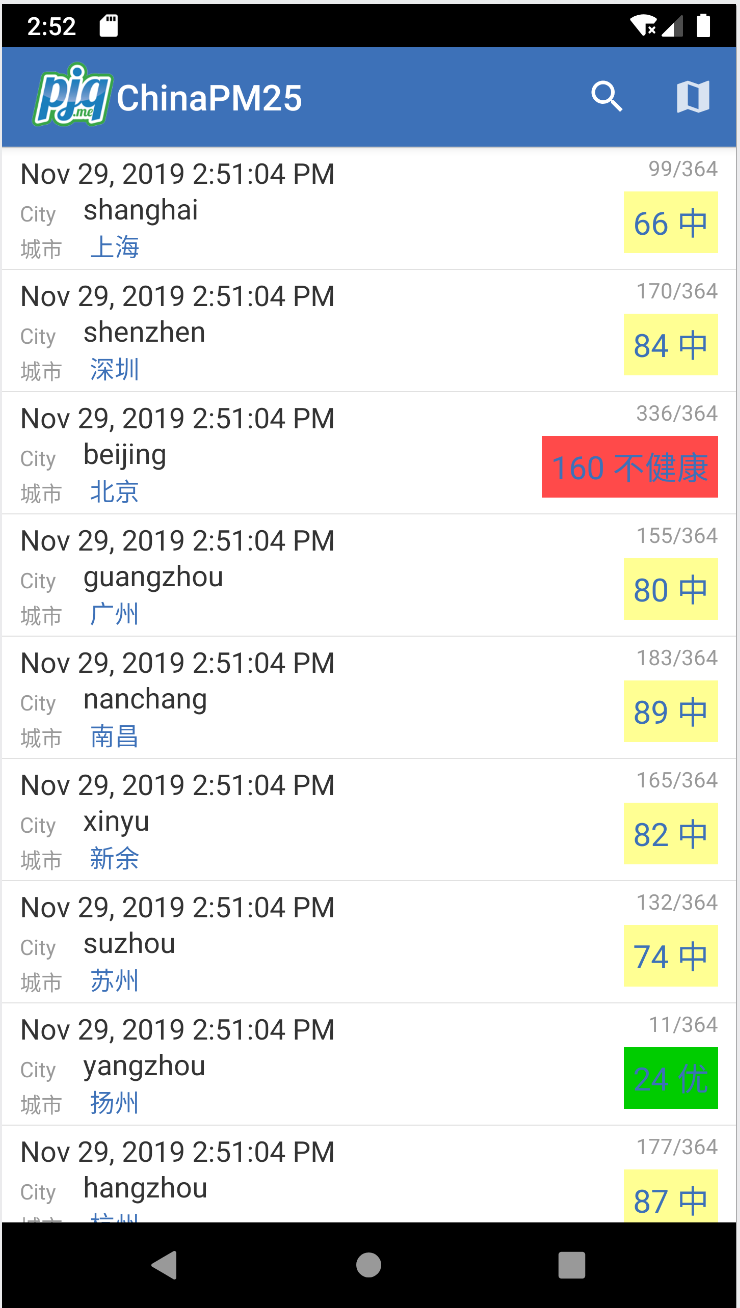 2:52
pjq
.me
ChinaPM25
Nov 29, 2019 2:51:04 PM
99/364
City shanghai
66 中
城市 上海
Nov 29, 2019 2:51:04 PM
170/364
City shenzhen
84 中
城市 深圳
Nov 29, 2019 2:51:04 PM
336/364
City beijing
160 不健康
城市 北京
Nov 29, 2019 2:51:04 PM
155/364
City guangzhou
80 中
城市 广州
Nov 29, 2019 2:51:04 PM
183/364
City nanchang
89 中
城市 南昌
Nov 29, 2019 2:51:04 PM
165/364
City xinyu
82 中
城市 新余
Nov 29, 2019 2:51:04 PM
132/364
City suzhou
74 中
城市 苏州
Nov 29, 2019 2:51:04 PM
11/364
City yangzhou
24 优
城市 扬州
Nov 29, 2019 2:51:04 PM
177/364
City hangzhou
87 中
城市 杭州